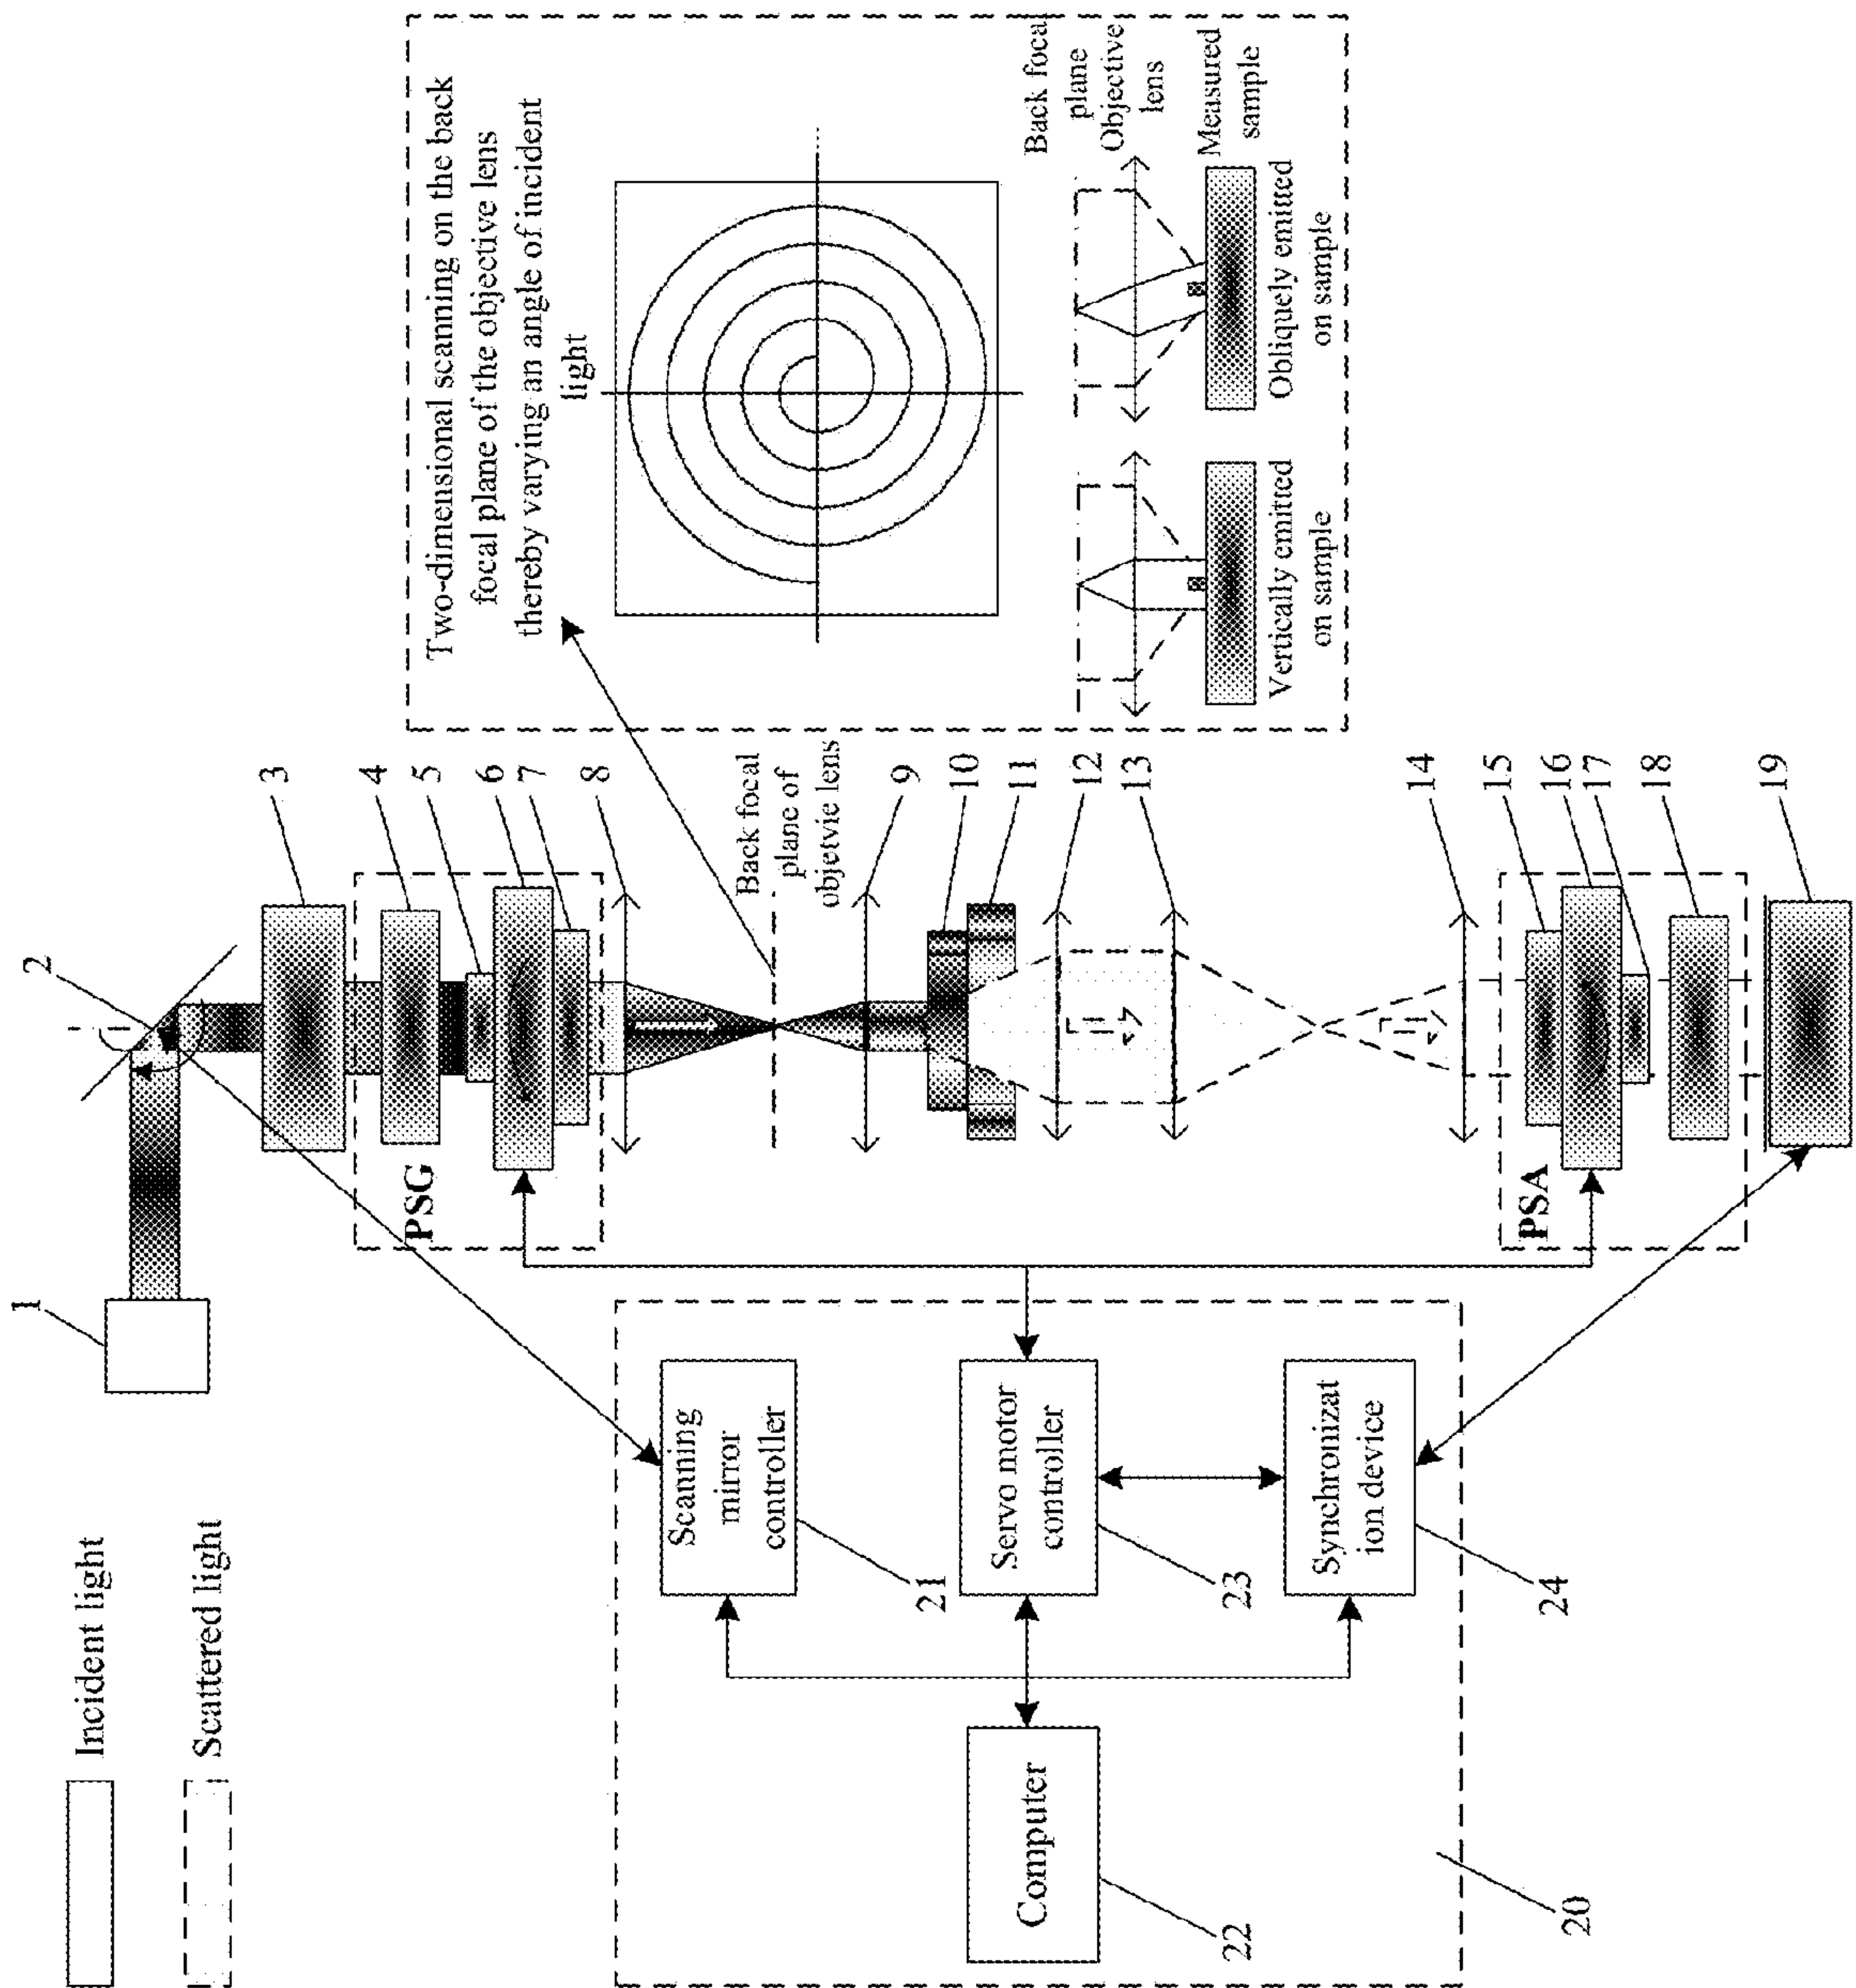 Incident light
Scattered light
1
2
3
4
5
6
7
8
PSG
Back focal
plane of
objetvie lens
9
10
11
12
13
14
15
16
17
18
19
PSA
Scanning
mirror
controller
21
Servo motor
controller
23
Synchronizat
ion device
24
Computer
22
20
Two-dimensional scanning on the back
focal plane of the objective lens
thereby varying an angle of incident
light
Back focal
plane
Objective
lens
Measured
sample
Vertically emitted
on sample
Obliquely emitted
on sample